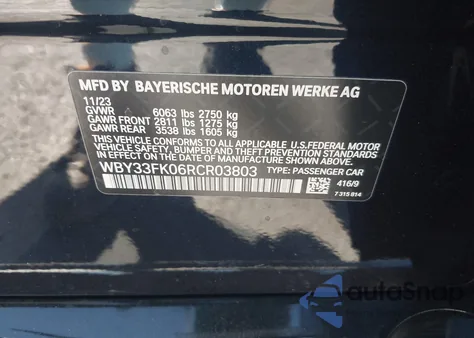 MFD BY BAYERISCHE MOTOREN WERKE AG
11/23
GVWR 6063 lbs 2750 kg
GAWR FRONT 2811 lbs 1275 kg
GAWR REAR 3538 lbs 1605 kg
THIS VEHICLE CONFORMS TO ALL APPLICABLE U.S.FEDERAL MOTOR
VEHICLE SAFETY, BUMPER, AND THEFT PREVENTION STANDARDS
IN EFFECT ON THE DATE OF MANUFACTURE SHOWN ABOVE.
WBY33FK06RCR03803 TYPE: PASSENGER CAR
416/9
7 315 814
autoSnap